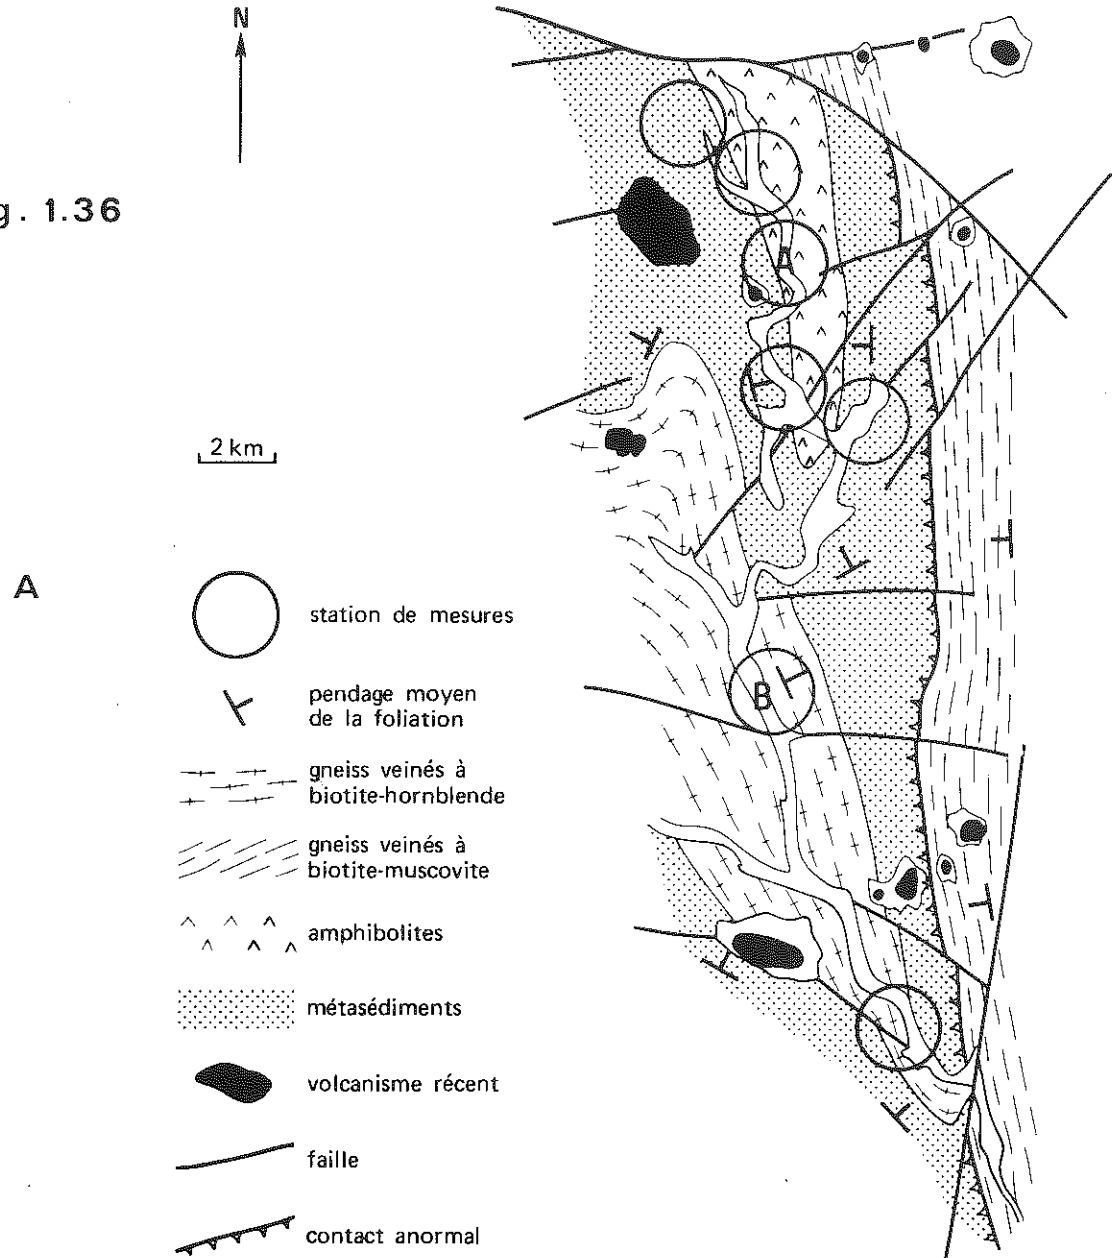 N
g. 1.36
A
2 km
A
B
station de mesures
pendage moyen
de la foliation
gneiss veinés à
biotite-hornblende
gneiss veinés à
biotite-muscovite
amphibolites
métasédiments
volcanisme récent
faille
contact anormal